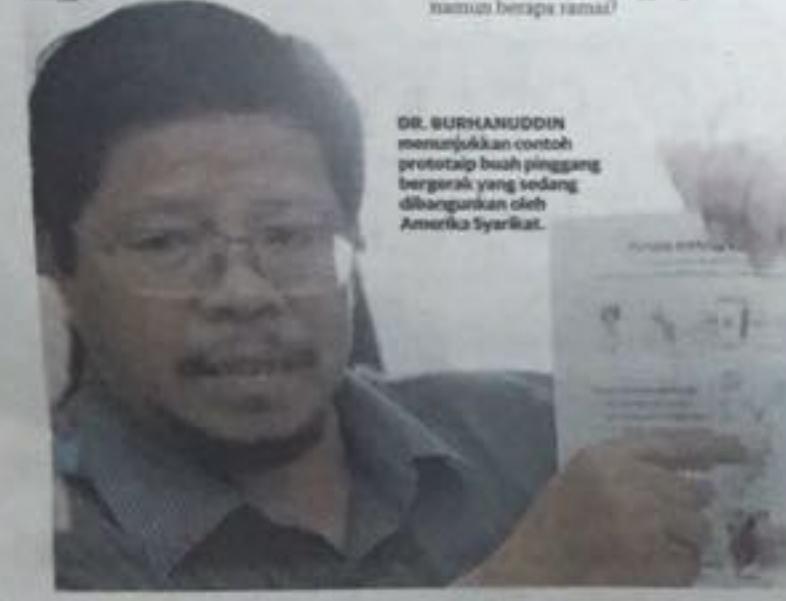 namun berapa ramai?
DR. BURHANUDDIN
menunjukkan contoh
prototaip buah pinggang
bergerak yang sedang
dibangunkan oleh
Amerika Syarikat.